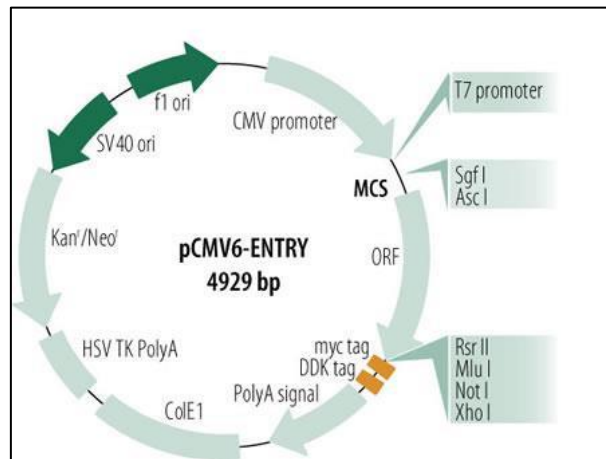 f1 ori
SV40 ori
CMV promoter
T7 promoter
MCS
Sgf I
Asc I
Kanʳ/Neoʳ
pCMV6-ENTRY
4929 bp
ORF
HSV TK PolyA
myc tag
DDK tag
PolyA signal
ColE1
Rsr II
Mlu I
Not I
Xho I